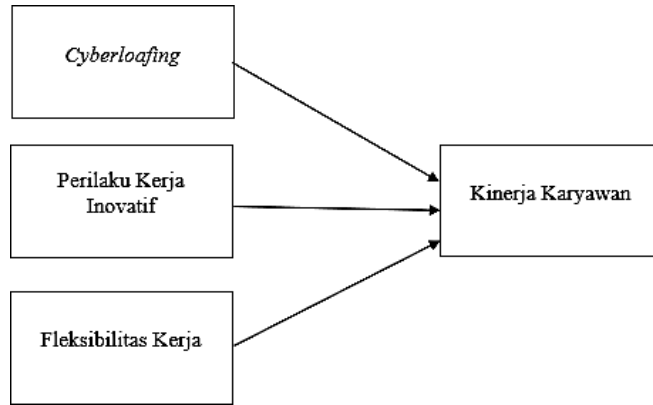 Cyberloafing
Perilaku Kerja
Inovatif
Kinerja Karyawan
Fleksibilitas Kerja